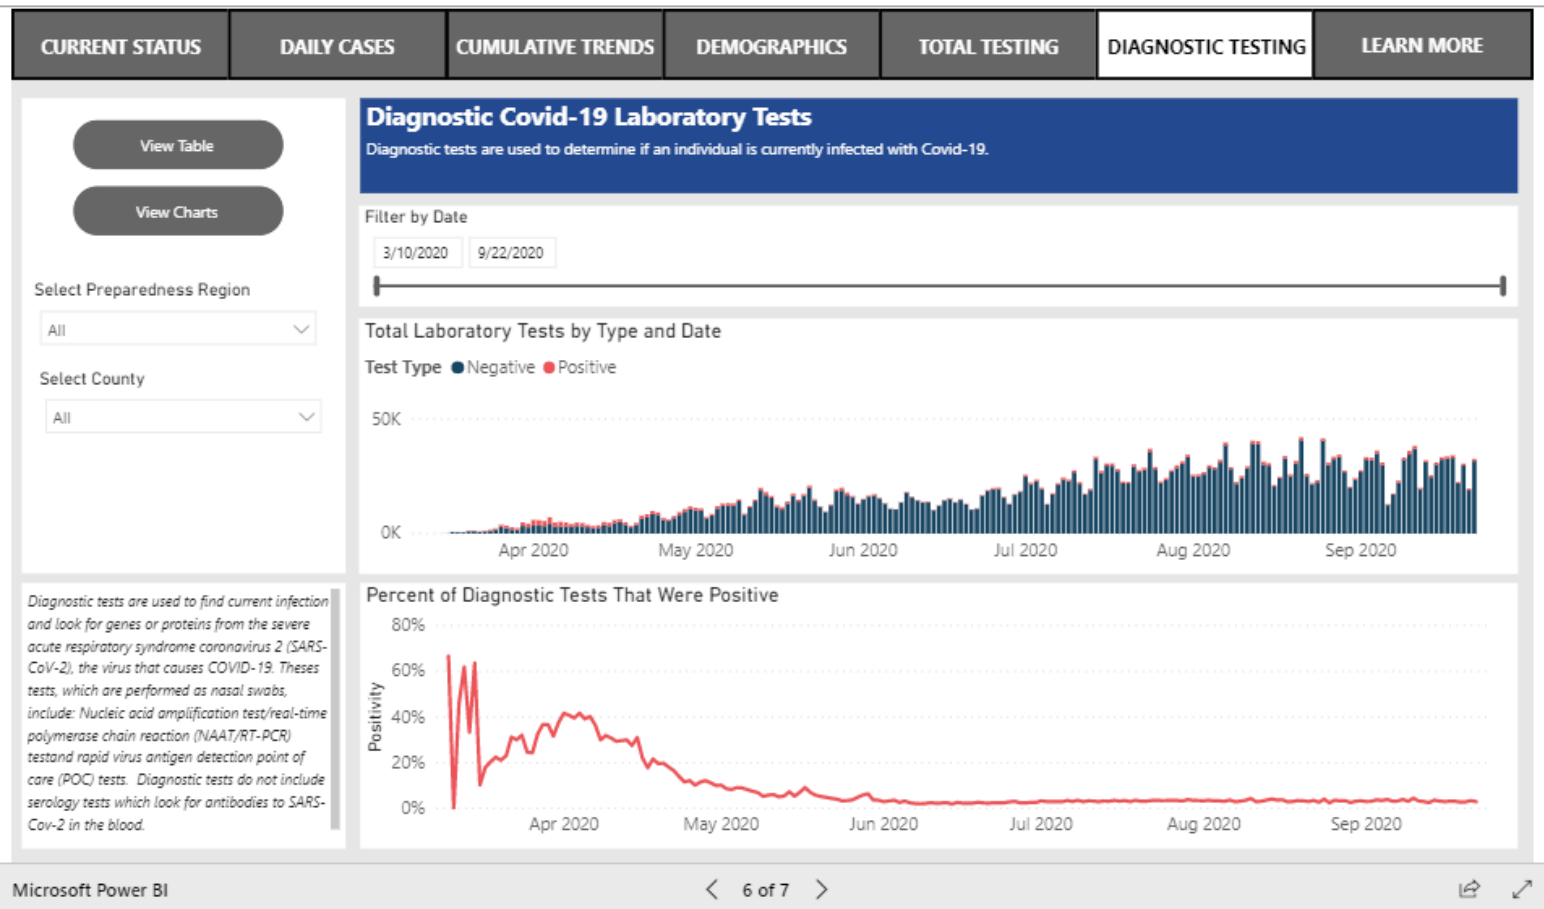 CURRENT STATUS
DAILY CASES
CUMULATIVE TRENDS
DEMOGRAPHICS
TOTAL TESTING
DIAGNOSTIC TESTING
LEARN MORE
View Table
View Charts
Select Preparedness Region
All
Select County
All
Diagnostic tests are used to find current infection
and look for genes or proteins from the severe
acute respiratory syndrome coronavirus 2 (SARS-
CoV-2), the virus that causes COVID-19. Theses
tests, which are performed as nasal swabs,
include: Nucleic acid amplification test/real-time
polymerase chain reaction (NAAT/RT-PCR)
testand rapid virus antigen detection point of
care (POC) tests. Diagnostic tests do not include
serology tests which look for antibodies to SARS-
Cov-2 in the blood.
Diagnostic Covid-19 Laboratory Tests
Diagnostic tests are used to determine if an individual is currently infected with Covid-19.
Filter by Date
3/10/2020 9/22/2020
Total Laboratory Tests by Type and Date
Test Type Negative Positive
50K
0K
Apr 2020 May 2020 Jun 2020 Jul 2020 Aug 2020 Sep 2020
Percent of Diagnostic Tests That Were Positive
Positivity
80%
60%
40%
20%
0%
Apr 2020 May 2020 Jun 2020 Jul 2020 Aug 2020 Sep 2020
Microsoft Power BI
6 of 7